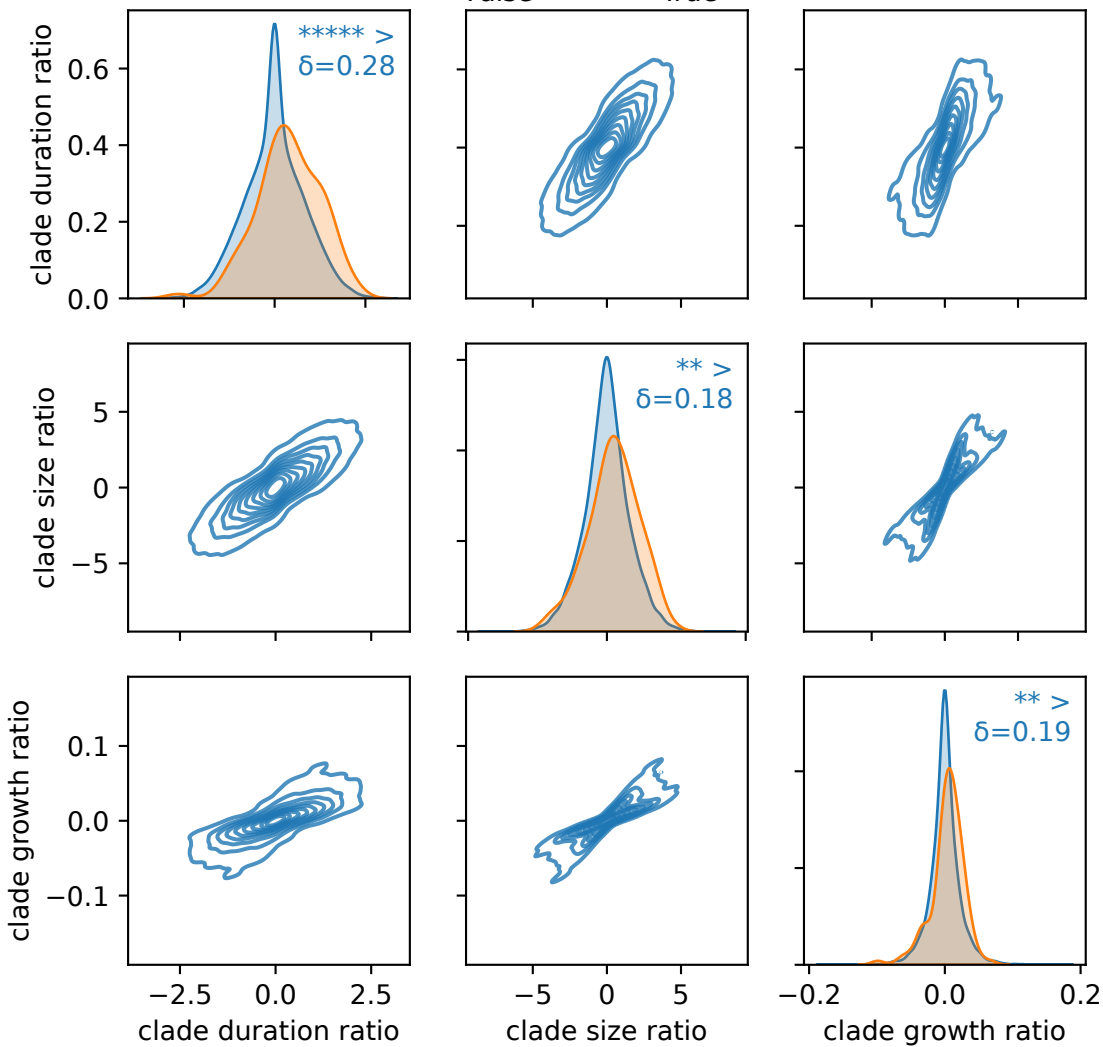 clade duration ratio
0.6
0.4
0.2
0.0
***** >
δ=0.28
clade size ratio
5
0
−5
** >
δ=0.18
clade growth ratio
0.1
0.0
−0.1
** >
δ=0.19
−2.5 0.0 2.5
−5 0 5
−0.2 0.0 0.2
clade duration ratio
clade size ratio
clade growth ratio